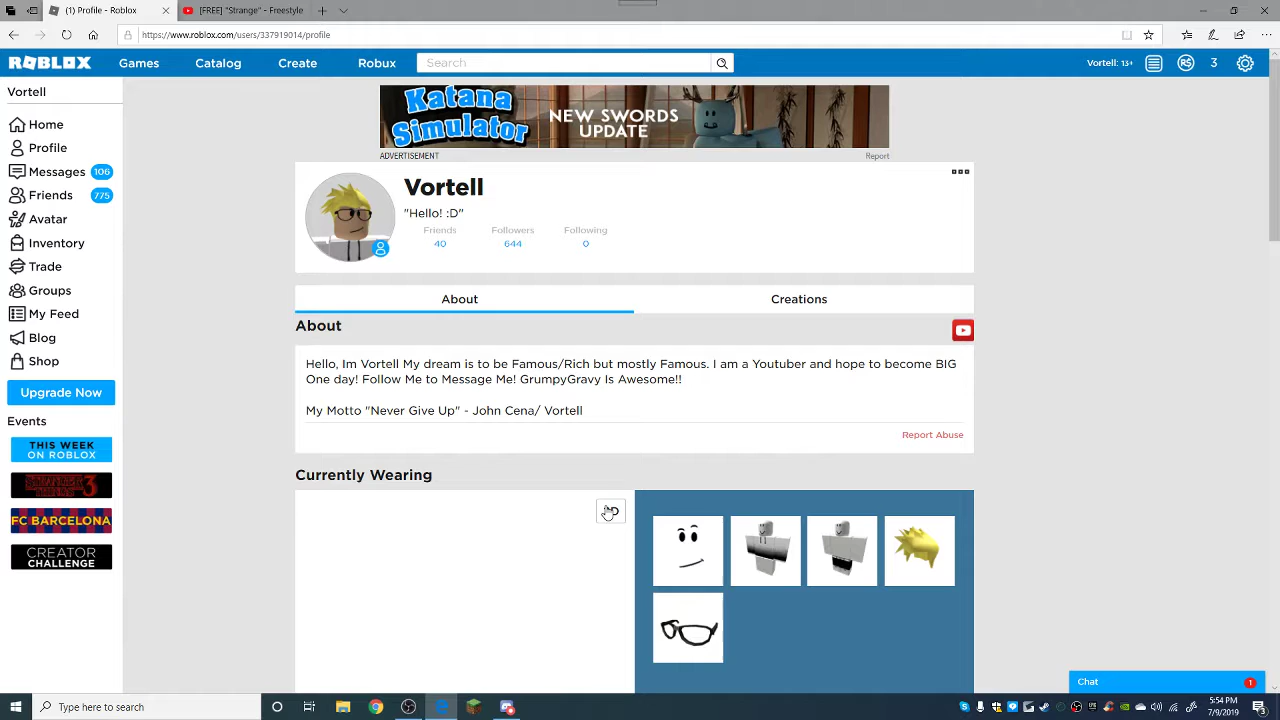 (1) Profile - Roblox
[FREE] "Strange" - Freestyle
https://www.roblox.com/users/337919014/profile
ROBLOX
Games
Catalog
Create
Robux
Search
Vortell: 13+
3
Vortell
Home
Profile
Messages 106
Friends 775
Avatar
Inventory
Trade
Groups
My Feed
Blog
Shop
Upgrade Now
Events
THIS WEEK
ON ROBLOX
STRANGER
THINGS 3
FC BARCELONA
CREATOR
CHALLENGE
Katana
Simulator
NEW SWORDS
UPDATE
ADVERTISEMENT
Report
Vortell
"Hello! :D"
Friends
Followers
Following
40
644
0
About
Creations
About
Hello, Im Vortell My dream is to be Famous/Rich but mostly Famous. I am a Youtuber and hope to become BIG
One day! Follow Me to Message Me! GrumpyGravy Is Awesome!!
My Motto "Never Give Up" - John Cena/ Vortell
Report Abuse
Currently Wearing
Chat
1
Type here to search
5:54 PM
7/9/2019
3